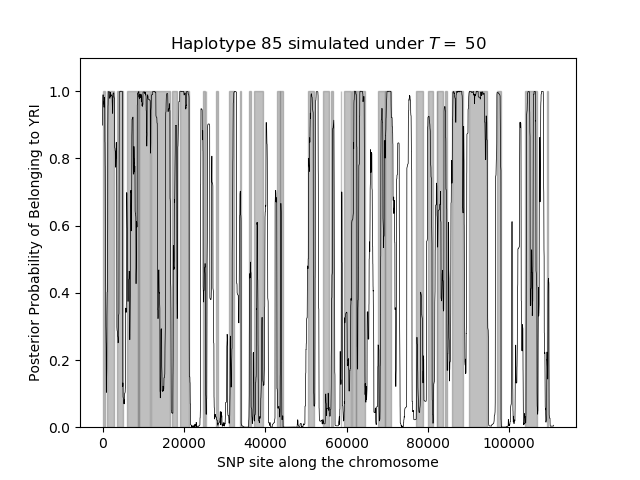 Haplotype 85 simulated under T = 50
Posterior Probability of Belonging to YRI
1.0
0.8
0.6
0.4
0.2
0.0
0 20000 40000 60000 80000 100000
SNP site along the chromosome